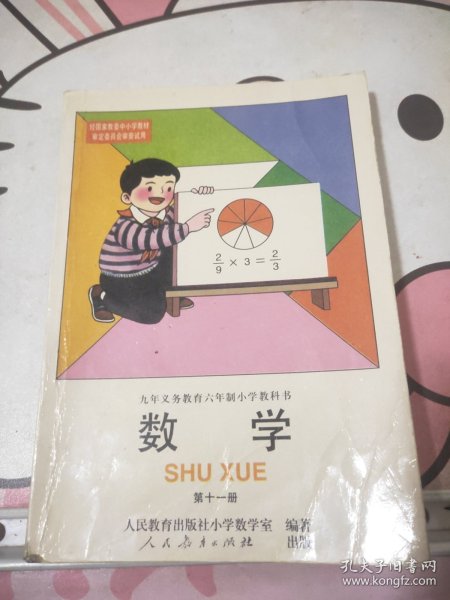 经国家教委中小学教材
审定委员会审查试用
2/9 × 3 = 2/3
九年义务教育六年制小学教科书
数 学
SHU XUE
第十一册
人民教育出版社小学数学室 编著
人民教育出版社 出版
孔夫子旧书网
www.kongfz.com